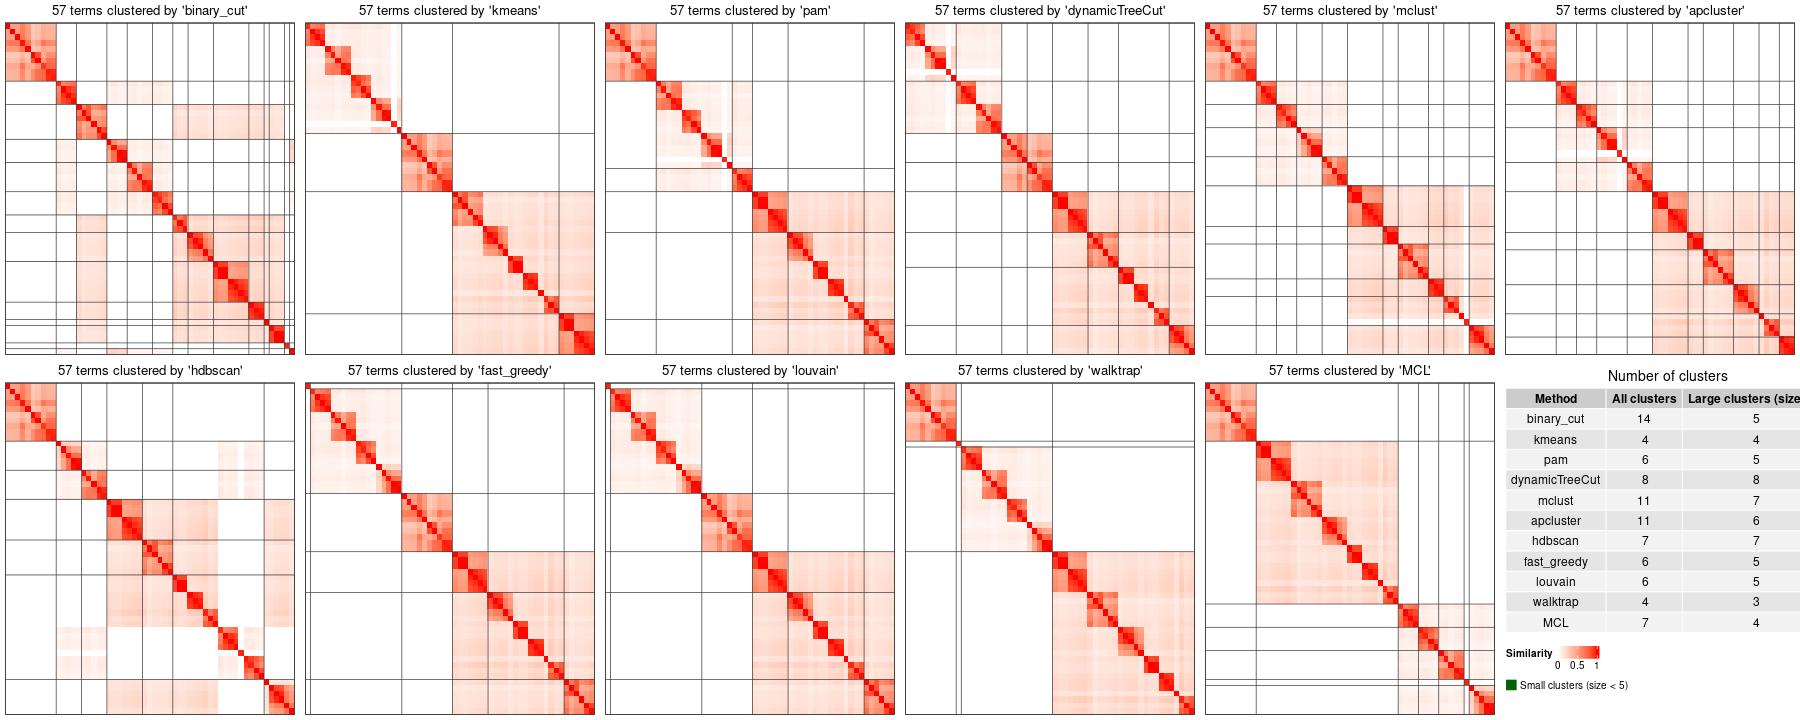 57 terms clustered by 'binary_cut'
57 terms clustered by 'kmeans'
57 terms clustered by 'pam'
57 terms clustered by 'dynamicTreeCut'
57 terms clustered by 'mclust'
57 terms clustered by 'apcluster'
57 terms clustered by 'hdbscan'
57 terms clustered by 'fast_greedy'
57 terms clustered by 'louvain'
57 terms clustered by 'walktrap'
57 terms clustered by 'MCL'
Number of clusters
Method All clusters Large clusters (size
binary_cut 14 5
kmeans 4 4
pam 6 5
dynamicTreeCut 8 8
mclust 11 7
apcluster 11 6
hdbscan 7 7
fast_greedy 6 5
louvain 6 5
walktrap 4 3
MCL 7 4
Similarity
0 0.5 1
Small clusters (size < 5)